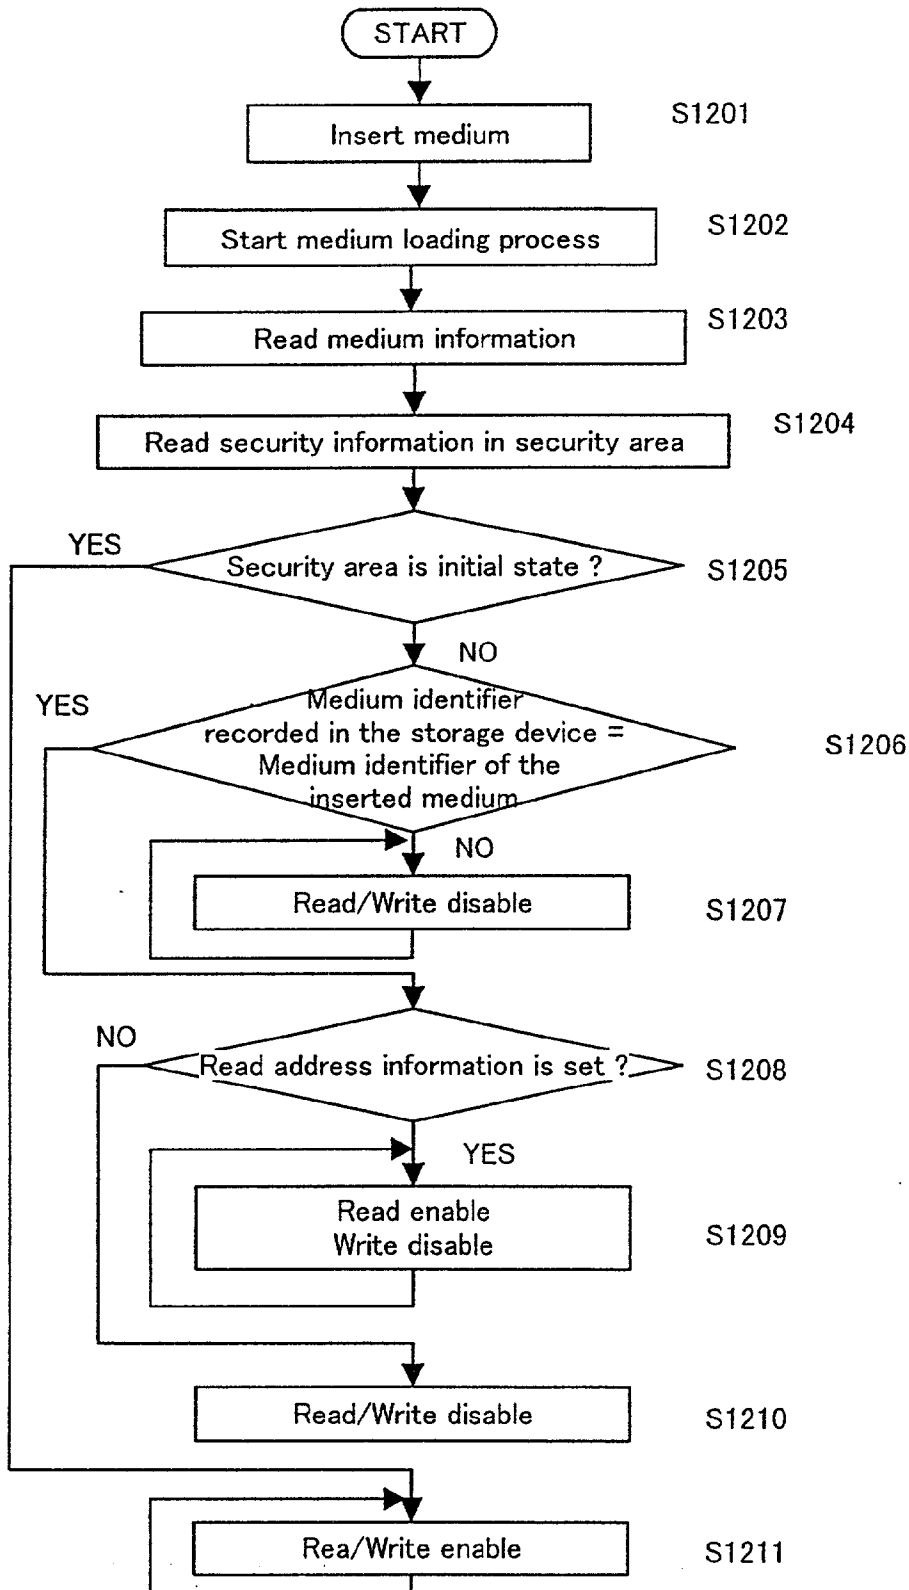 START
Insert medium
S1201
Start medium loading process
S1202
Read medium information
S1203
Read security information in security area
S1204
YES
Security area is initial state ?
S1205
NO
YES
Medium identifier
recorded in the storage device =
Medium identifier of the
inserted medium
S1206
NO
Read/Write disable
S1207
NO
Read address information is set ?
S1208
YES
Read enable
Write disable
S1209
Read/Write disable
S1210
Rea/Write enable
S1211